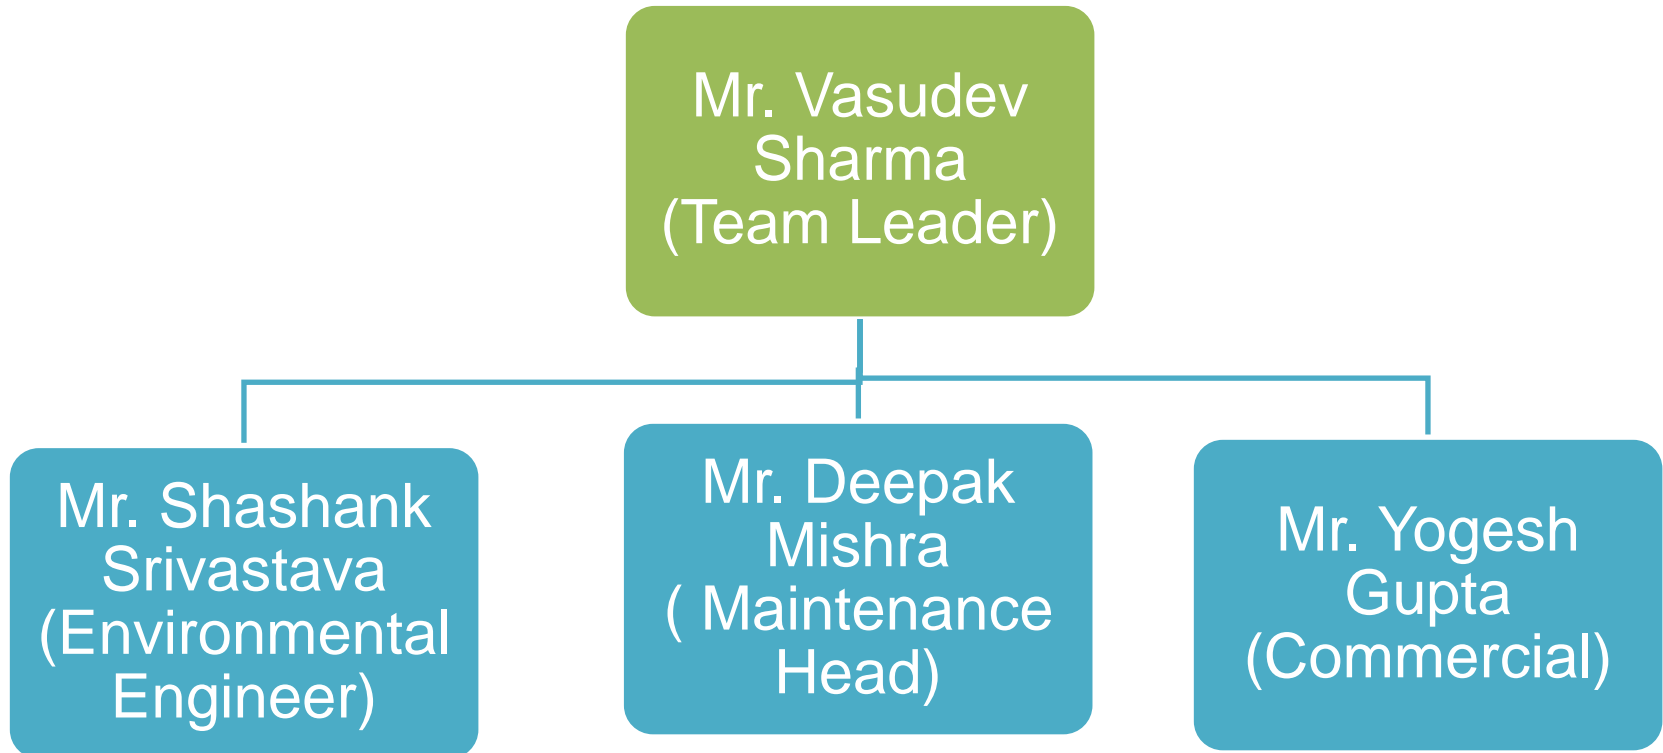 Mr. Vasudev
Sharma
(Team Leader)
Mr. Shashank
Srivastava
(Environmental
Engineer)
Mr. Deepak
Mishra
( Maintenance
Head)
Mr. Yogesh
Gupta
(Commercial)